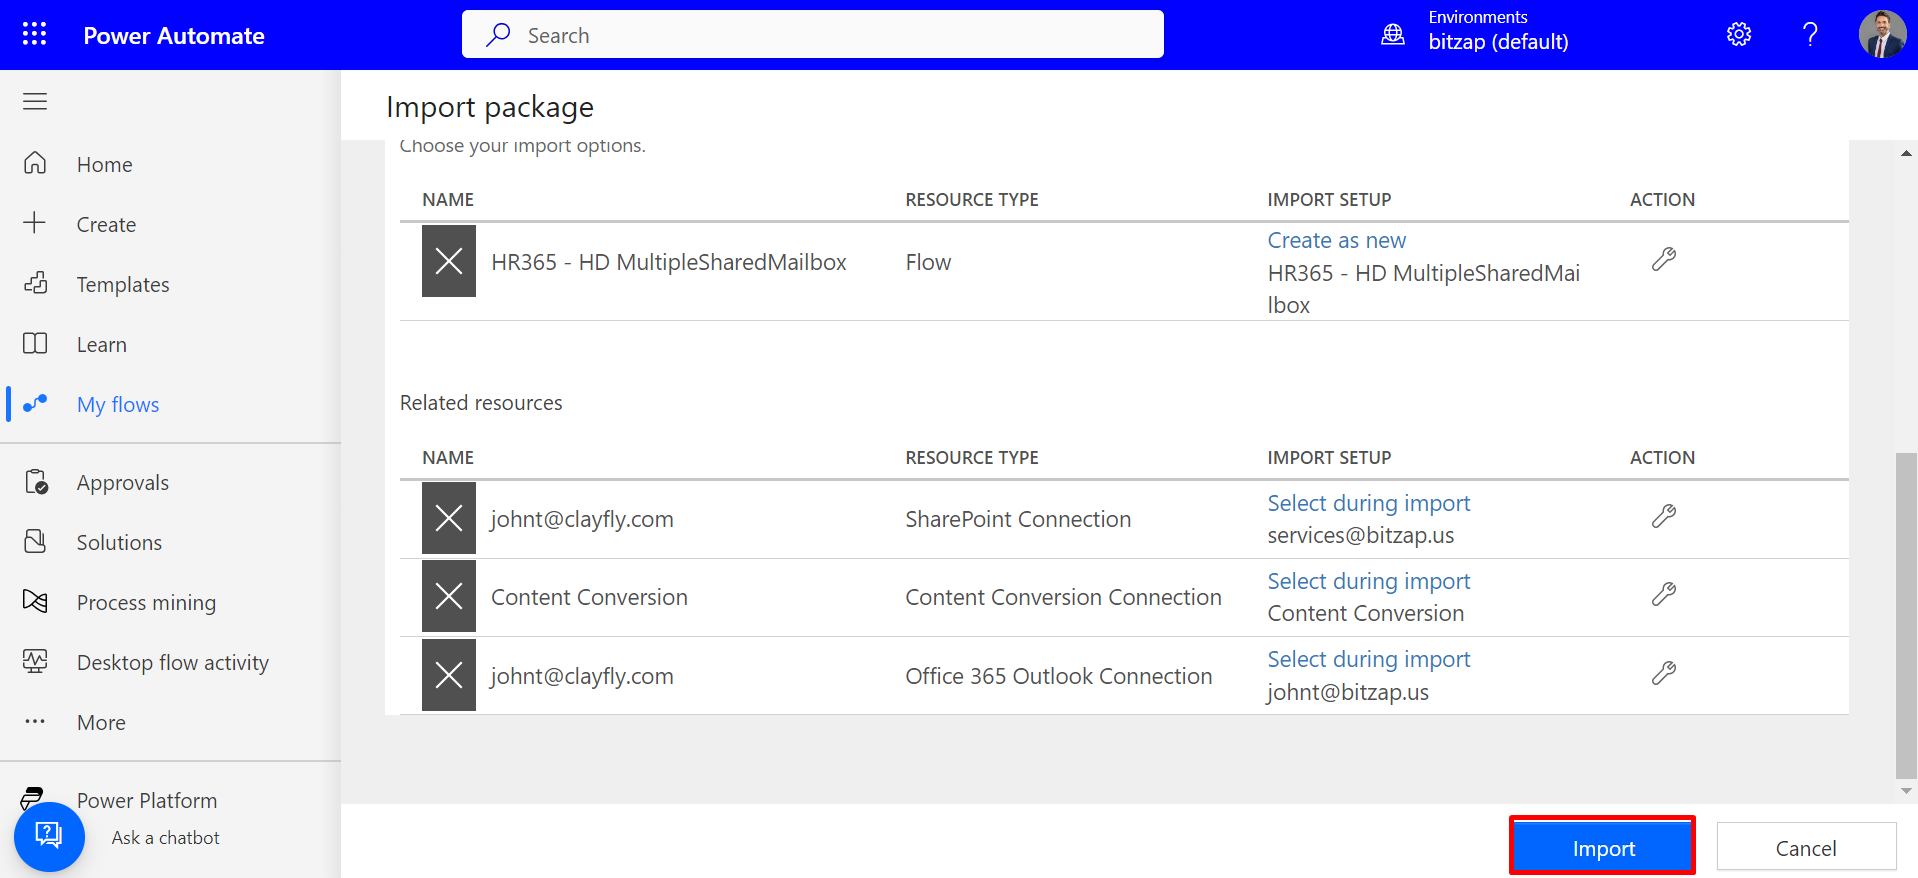 Power Automate
Search
Environments
bitzap (default)
Home
Create
Templates
Learn
My flows
Approvals
Solutions
Process mining
Desktop flow activity
More
Power Platform
Ask a chatbot
Import package
Choose your import options.
NAME RESOURCE TYPE IMPORT SETUP ACTION
HR365 - HD MultipleSharedMailbox Flow Create as new
HR365 - HD MultipleSharedMai
lbox
Related resources
NAME RESOURCE TYPE IMPORT SETUP ACTION
johnt@clayfly.com SharePoint Connection Select during import
services@bitzap.us
Content Conversion Content Conversion Connection Select during import
Content Conversion
johnt@clayfly.com Office 365 Outlook Connection Select during import
johnt@bitzap.us
Import Cancel